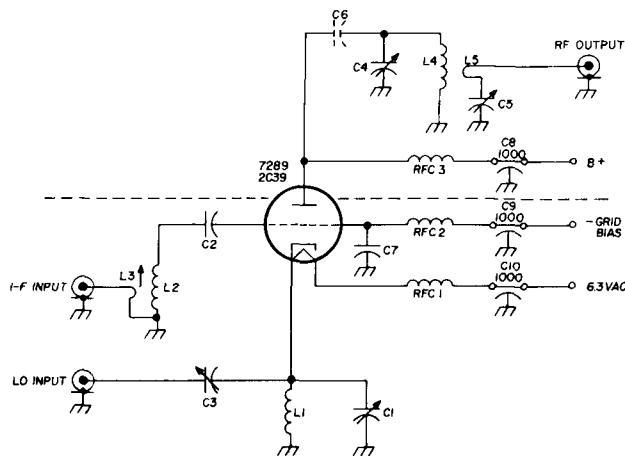 C6
C4
L4
L5
RF OUTPUT
C5
7289
2C39
C8
1000
RFC 3
B+
C9
1000
C2
RFC 2
-GRID
BIAS
C7
L3
I-F INPUT
L2
C10
1000
RFC 1
6.3VAC
LO INPUT
C3
L1
C1